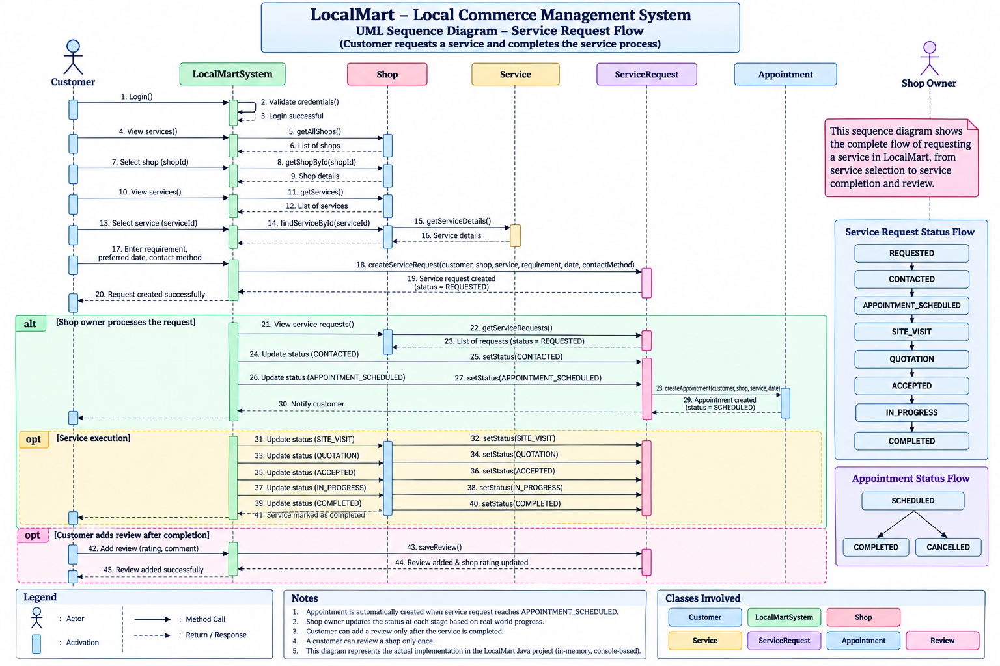 LocalMart – Local Commerce Management System
UML Sequence Diagram – Service Request Flow
(Customer requests a service and completes the service process)
Customer
LocalMartSystem
Shop
Service
ServiceRequest
Appointment
Shop Owner
1. Login()
2. Validate credentials()
3. Login successful
4. View services()
5. getAllShops()
6. List of shops
7. Select shop (shopId)
8. getShopById(shopId)
9. Shop details
10. View services()
11. getServices()
12. List of services
13. Select service (serviceId)
14. findServiceById(serviceId)
15. getServiceDetails()
16. Service details
17. Enter requirement,
preferred date, contact method
18. createServiceRequest(customer, shop, service, requirement, date, contactMethod)
19. Service request created
(status = REQUESTED)
20. Request created successfully
alt
[Shop owner processes the request]
21. View service requests()
22. getServiceRequests()
23. List of requests (status = REQUESTED)
24. Update status (CONTACTED)
25. setStatus(CONTACTED)
26. Update status (APPOINTMENT_SCHEDULED)
27. setStatus(APPOINTMENT_SCHEDULED)
28. createAppointment(customer, shop, service, date)
29. Appointment created
(status = SCHEDULED)
30. Notify customer
opt
[Service execution]
31. Update status (SITE_VISIT)
32. setStatus(SITE_VISIT)
33. Update status (QUOTATION)
34. setStatus(QUOTATION)
35. Update status (ACCEPTED)
36. setStatus(ACCEPTED)
37. Update status (IN_PROGRESS)
38. setStatus(IN_PROGRESS)
39. Update status (COMPLETED)
40. setStatus(COMPLETED)
41. Service marked as completed
opt
[Customer adds review after completion]
42. Add review (rating, comment)
43. saveReview()
44. Review added & shop rating updated
45. Review added successfully
This sequence diagram shows
the complete flow of requesting
a service in LocalMart, from
service selection to service
completion and review.
Service Request Status Flow
REQUESTED
CONTACTED
APPOINTMENT_SCHEDULED
SITE_VISIT
QUOTATION
ACCEPTED
IN_PROGRESS
COMPLETED
Appointment Status Flow
SCHEDULED
COMPLETED
CANCELLED
Legend
: Actor
: Activation
: Method Call
: Return / Response
Notes
1. Appointment is automatically created when service request reaches APPOINTMENT_SCHEDULED.
2. Shop owner updates the status at each stage based on real-world progress.
3. Customer can add a review only after the service is completed.
4. A customer can review a shop only once.
5. This diagram represents the actual implementation in the LocalMart Java project (in-memory, console-based).
Classes Involved
Customer
LocalMartSystem
Shop
Service
ServiceRequest
Appointment
Review